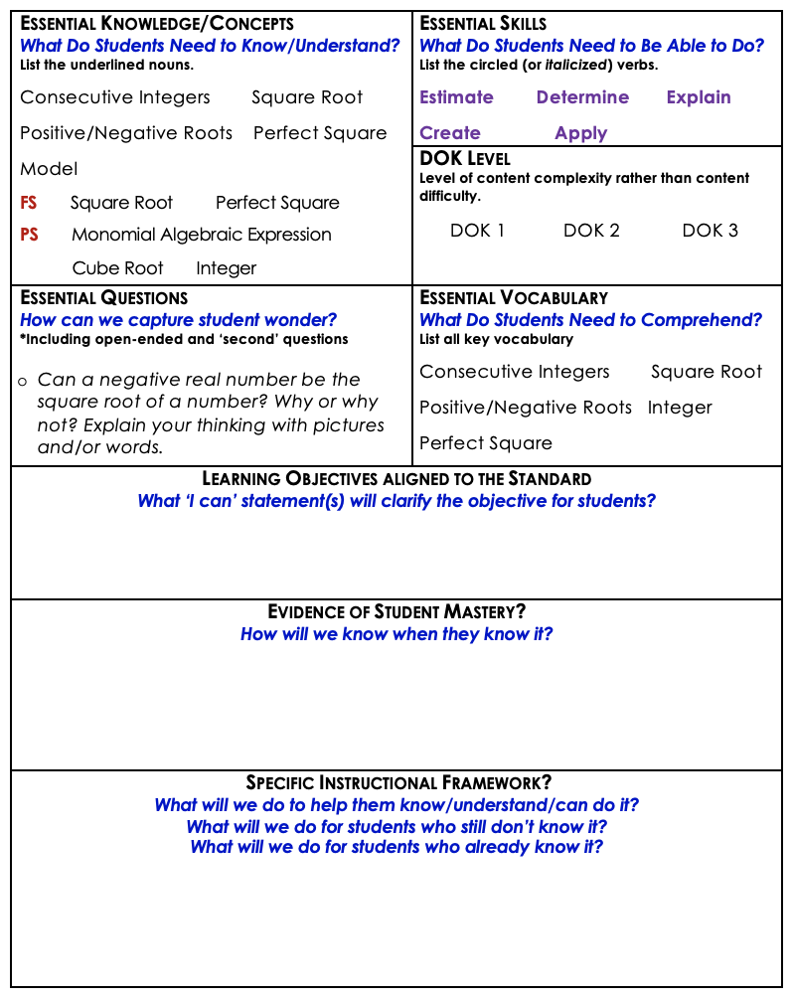 ESSENTIAL KNOWLEDGE/CONCEPTS
What Do Students Need to Know/Understand?
List the underlined nouns.
Consecutive Integers Square Root
Positive/Negative Roots Perfect Square
Model
FS Square Root Perfect Square
PS Monomial Algebraic Expression
Cube Root Integer
ESSENTIAL SKILLS
What Do Students Need to Be Able to Do?
List the circled (or italicized) verbs.
Estimate Determine Explain
Create Apply
DOK LEVEL
Level of content complexity rather than content
difficulty.
DOK 1 DOK 2 DOK 3
ESSENTIAL QUESTIONS
How can we capture student wonder?
*Including open-ended and ‘second’ questions
o Can a negative real number be the
square root of a number? Why or why
not? Explain your thinking with pictures
and/or words.
ESSENTIAL VOCABULARY
What Do Students Need to Comprehend?
List all key vocabulary
Consecutive Integers Square Root
Positive/Negative Roots Integer
Perfect Square
LEARNING OBJECTIVES ALIGNED TO THE STANDARD
What ‘I can’ statement(s) will clarify the objective for students?
EVIDENCE OF STUDENT MASTERY?
How will we know when they know it?
SPECIFIC INSTRUCTIONAL FRAMEWORK?
What will we do to help them know/understand/can do it?
What will we do for students who still don’t know it?
What will we do for students who already know it?